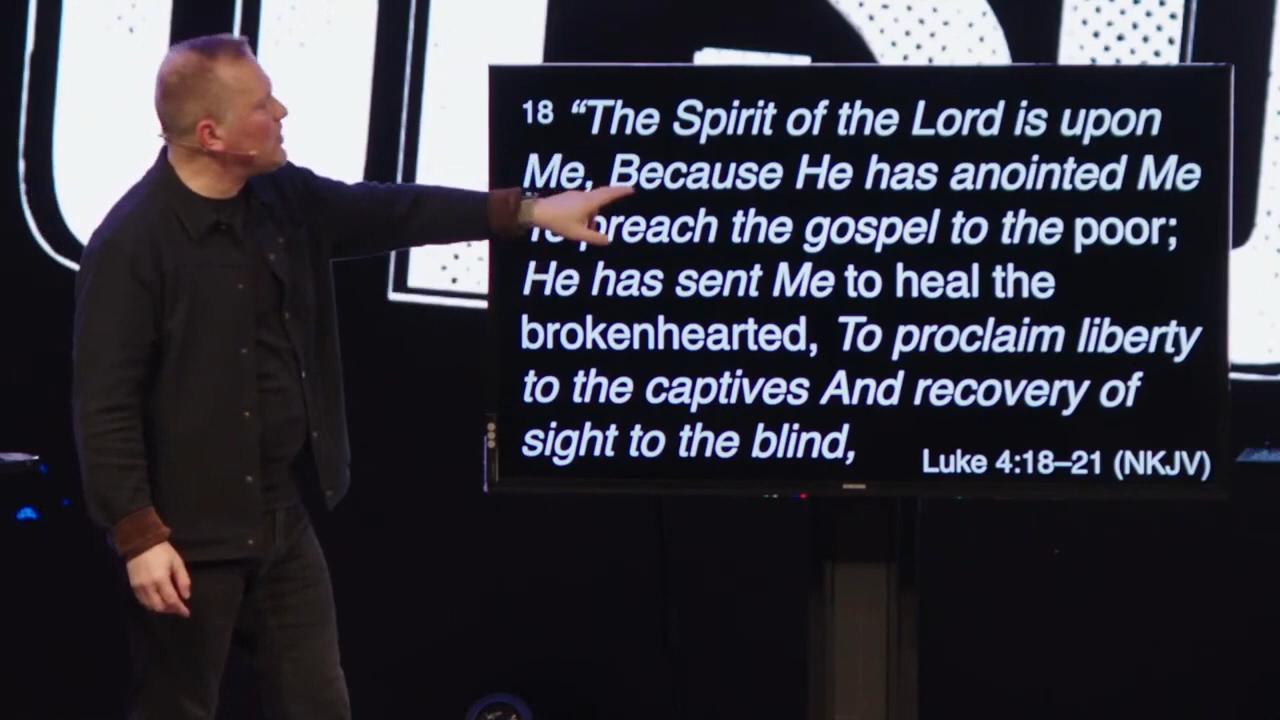 18 “The Spirit of the Lord is upon
Me, Because He has anointed Me
To preach the gospel to the poor;
He has sent Me to heal the
brokenhearted, To proclaim liberty
to the captives And recovery of
sight to the blind,
Luke 4:18–21 (NKJV)